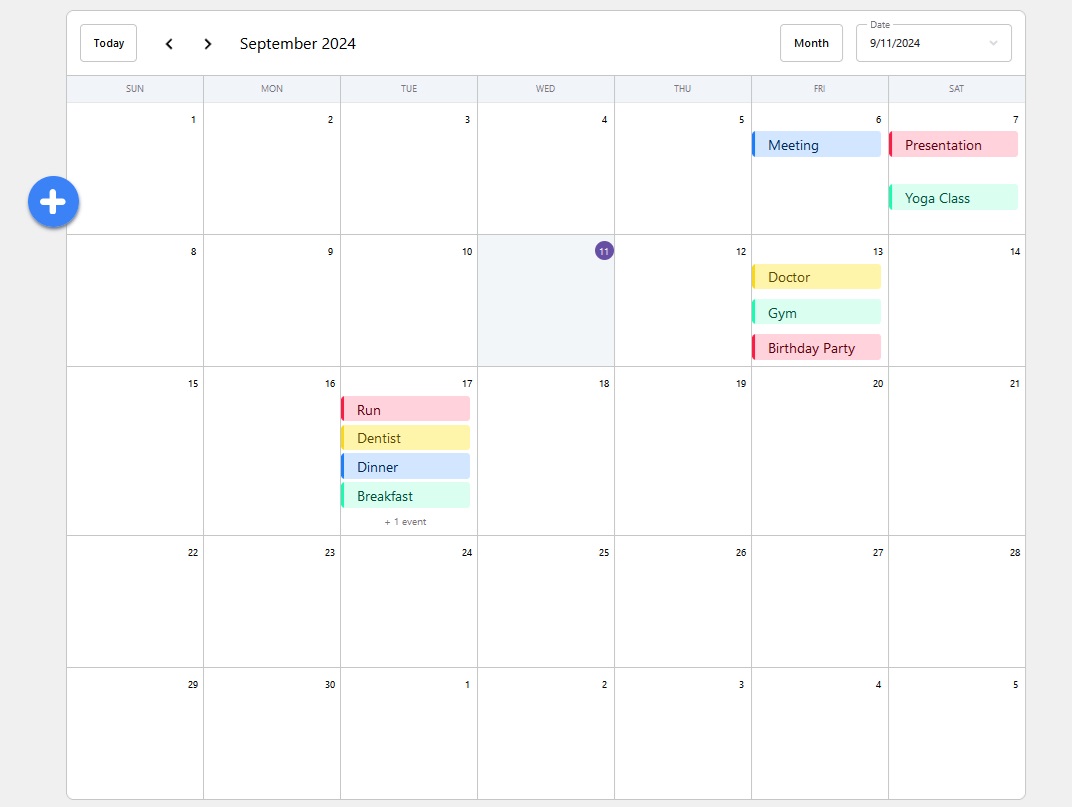 Date
Today September 2024 Month 9/11/2024
SUN MON TUE WED THU FRI SAT
1 2 3 4 5 6 7
Meeting Presentation
Yoga Class
8 9 10 11 12 13 14
Doctor
Gym
Birthday Party
15 16 17 18 19 20 21
Run
Dentist
Dinner
Breakfast
+ 1 event
22 23 24 25 26 27 28
29 30 1 2 3 4 5